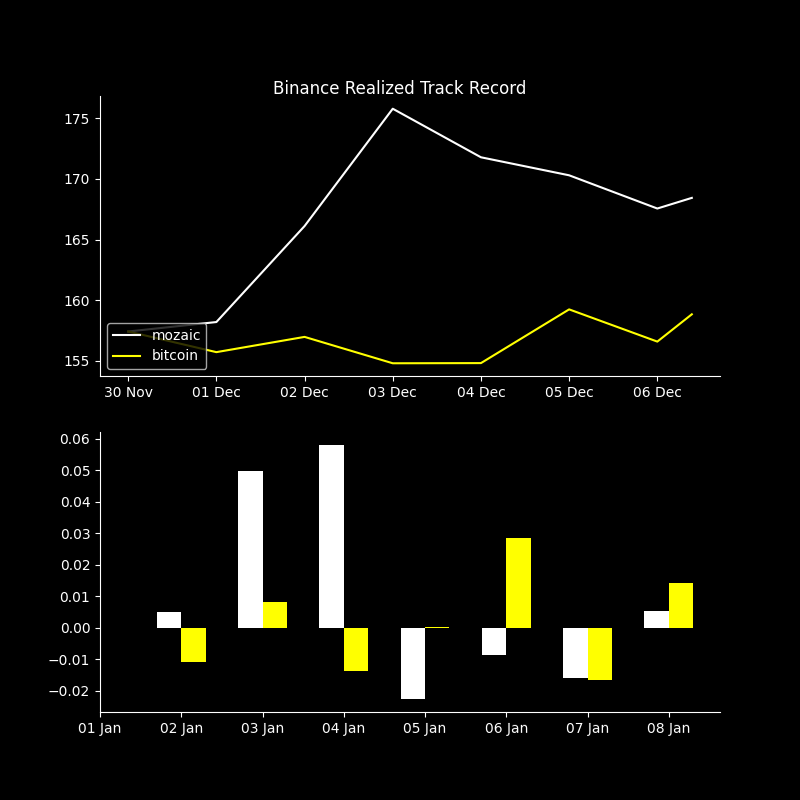 Binance Realized Track Record
175
170
165
160
155
mozaic
bitcoin
30 Nov 01 Dec 02 Dec 03 Dec 04 Dec 05 Dec 06 Dec
0.06
0.05
0.04
0.03
0.02
0.01
0.00
−0.01
−0.02
01 Jan 02 Jan 03 Jan 04 Jan 05 Jan 06 Jan 07 Jan 08 Jan